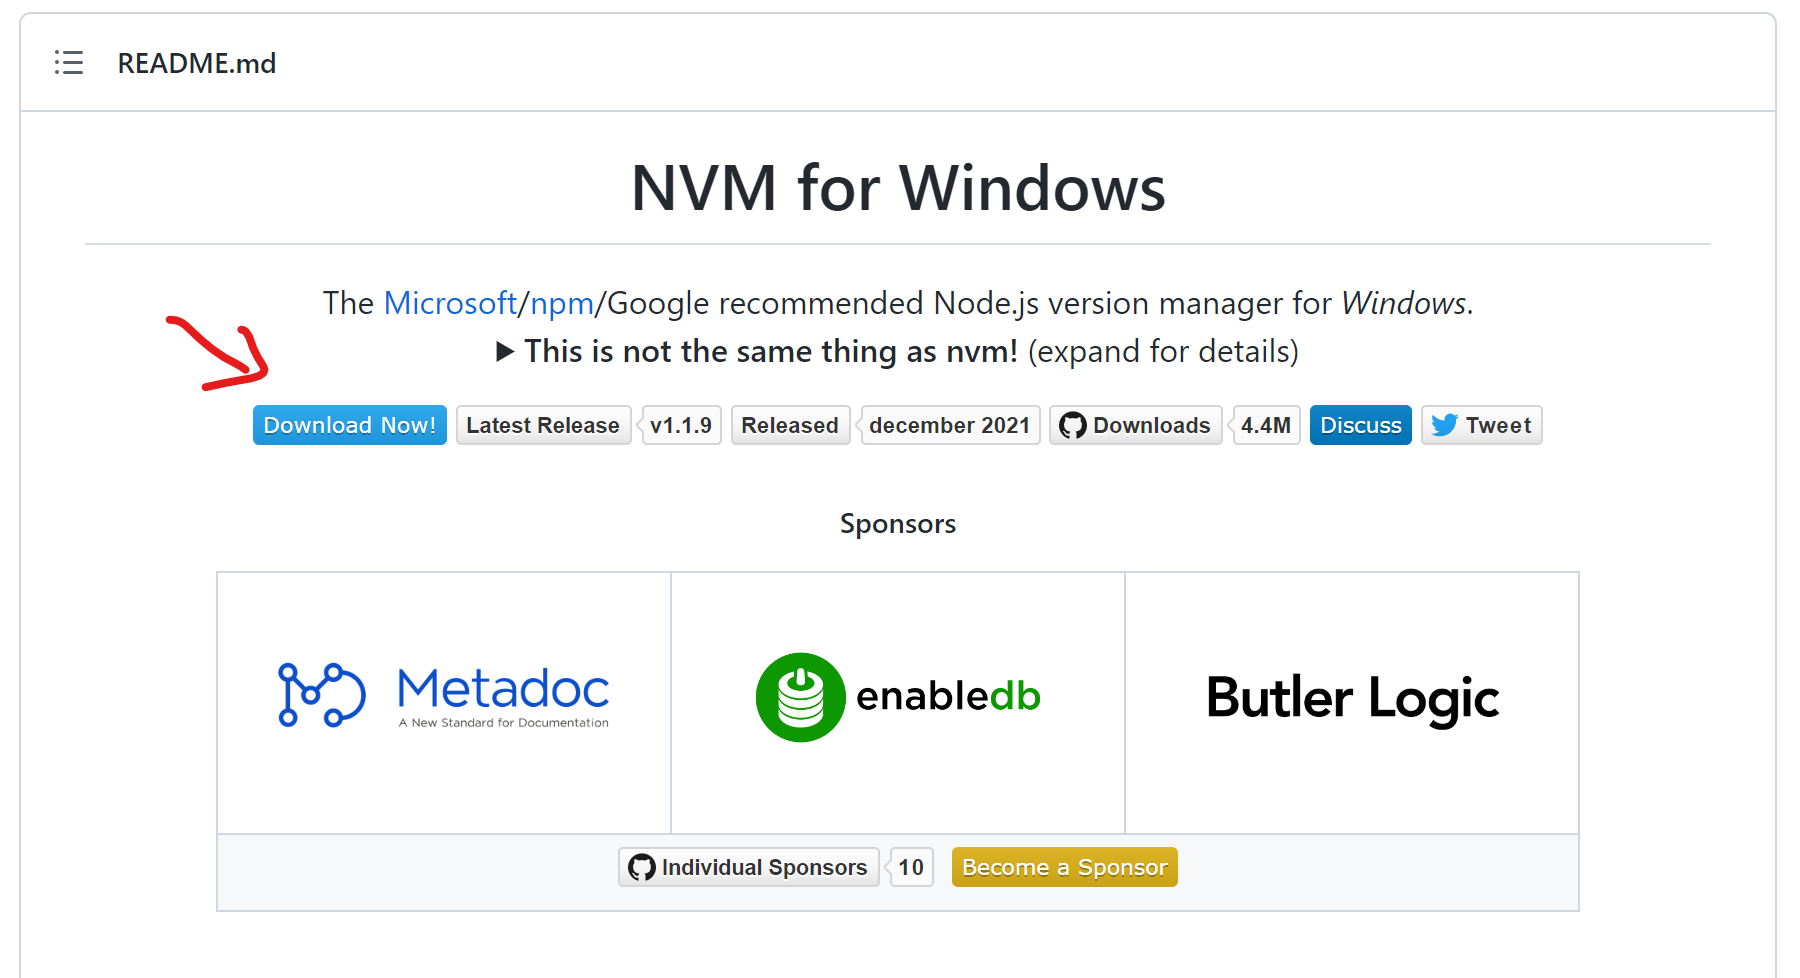 README.md
NVM for Windows
The Microsoft/npm/Google recommended Node.js version manager for Windows.
This is not the same thing as nvm! (expand for details)
Download Now! Latest Release v1.1.9 Released december 2021 Downloads 4.4M Discuss Tweet
Sponsors
Metadoc
A New Standard for Documentation
enabledb
Butler Logic
Individual Sponsors 10 Become a Sponsor